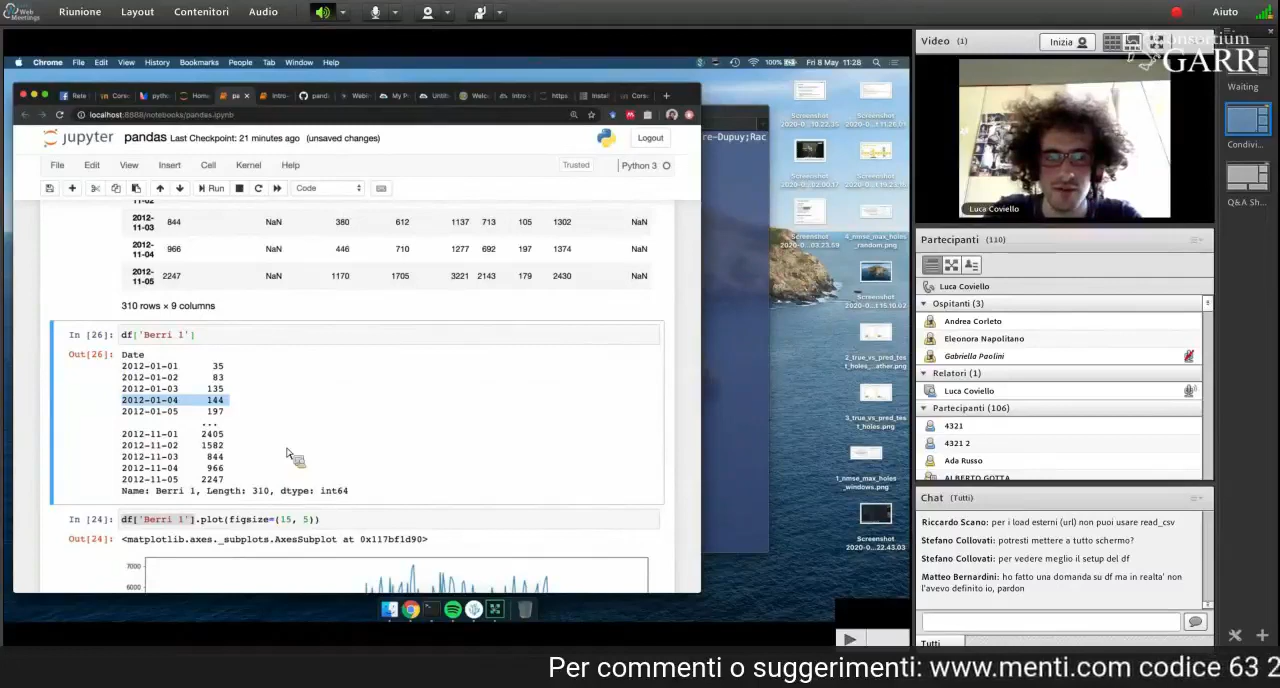 Web Meetings
Riunione Layout Contenitori Audio Aiuto
Chrome File Edit View History Bookmarks People Tab Window Help 100% Fri 8 May 11:28
localhost:8888/notebooks/pandas.ipynb
jupyter pandas Last Checkpoint: 21 minutes ago (unsaved changes) Logout
File Edit View Insert Cell Kernel Help Trusted Python 3
Run Code
11-02
2012-11-03 844 NaN 380 612 1137 713 105 1302 NaN
2012-11-04 966 NaN 446 710 1277 692 197 1374 NaN
2012-11-05 2247 NaN 1170 1705 3221 2143 179 2430 NaN
310 rows × 9 columns
In [26]: df['Berri 1']
Out[26]: Date
2012-01-01 35
2012-01-02 83
2012-01-03 135
2012-01-04 144
2012-01-05 197
...
2012-11-01 2405
2012-11-02 1582
2012-11-03 844
2012-11-04 966
2012-11-05 2247
Name: Berri 1, Length: 310, dtype: int64
In [24]: df['Berri 1'].plot(figsize=(15, 5))
Out[24]: <matplotlib.axes._subplots.AxesSubplot at 0x117bf1d90>
7000
6000
re-Dupuy;Rac
Video (1) Inizia
Consortium
GARR
Luca Coviello
Waiting
Condivi...
Q&A Sh...
Partecipanti (110)
Luca Coviello
Ospitanti (3)
Andrea Corleto
Eleonora Napolitano
Gabriella Paolini
Relatori (1)
Luca Coviello
Partecipanti (106)
4321
4321 2
Ada Russo
ALBERTO GOTTA
Chat (Tutti)
Riccardo Scano: per i load esterni (url) non puoi usare read_csv
Stefano Collovati: potresti mettere a tutto schermo?
Stefano Collovati: per vedere meglio il setup del df
Matteo Bernardini: ho fatto una domanda su df ma in realta' non
l'avevo definito io, pardon
Tutti
Per commenti o suggerimenti: www.menti.com codice 63 2